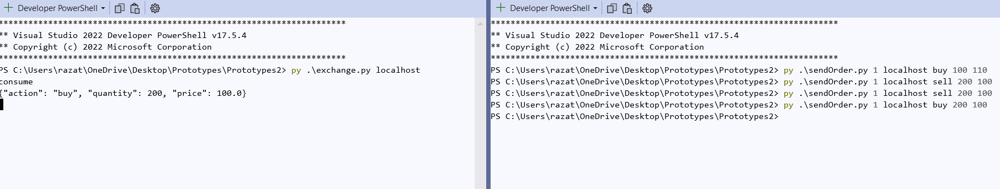 Developer PowerShell
**********************************************************************
** Visual Studio 2022 Developer PowerShell v17.5.4
** Copyright (c) 2022 Microsoft Corporation
**********************************************************************
PS C:\Users\razat\OneDrive\Desktop\Prototypes\Prototypes2> py .\exchange.py localhost
consume
{"action": "buy", "quantity": 200, "price": 100.0}
Developer PowerShell
**********************************************************************
** Visual Studio 2022 Developer PowerShell v17.5.4
** Copyright (c) 2022 Microsoft Corporation
**********************************************************************
PS C:\Users\razat\OneDrive\Desktop\Prototypes\Prototypes2> py .\sendOrder.py 1 localhost buy 100 110
PS C:\Users\razat\OneDrive\Desktop\Prototypes\Prototypes2> py .\sendOrder.py 1 localhost sell 200 100
PS C:\Users\razat\OneDrive\Desktop\Prototypes\Prototypes2> py .\sendOrder.py 1 localhost sell 200 100
PS C:\Users\razat\OneDrive\Desktop\Prototypes\Prototypes2> py .\sendOrder.py 1 localhost buy 200 100
PS C:\Users\razat\OneDrive\Desktop\Prototypes\Prototypes2>